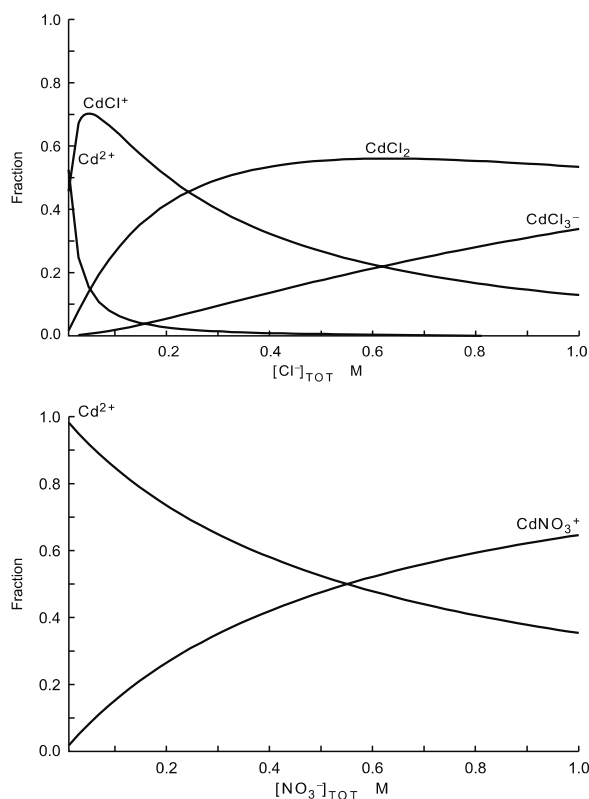 1.0
CdCl⁺
0.8
CdCl₂
Cd²⁺
0.6
CdCl₃⁻
Fraction
0.4
0.2
0.0
0.2 0.4 0.6 0.8 1.0
[Cl⁻]TOT M
Cd²⁺
1.0
0.8
CdNO₃⁺
0.6
Fraction
0.4
0.2
0.0
0.2 0.4 0.6 0.8 1.0
[NO₃⁻]TOT M